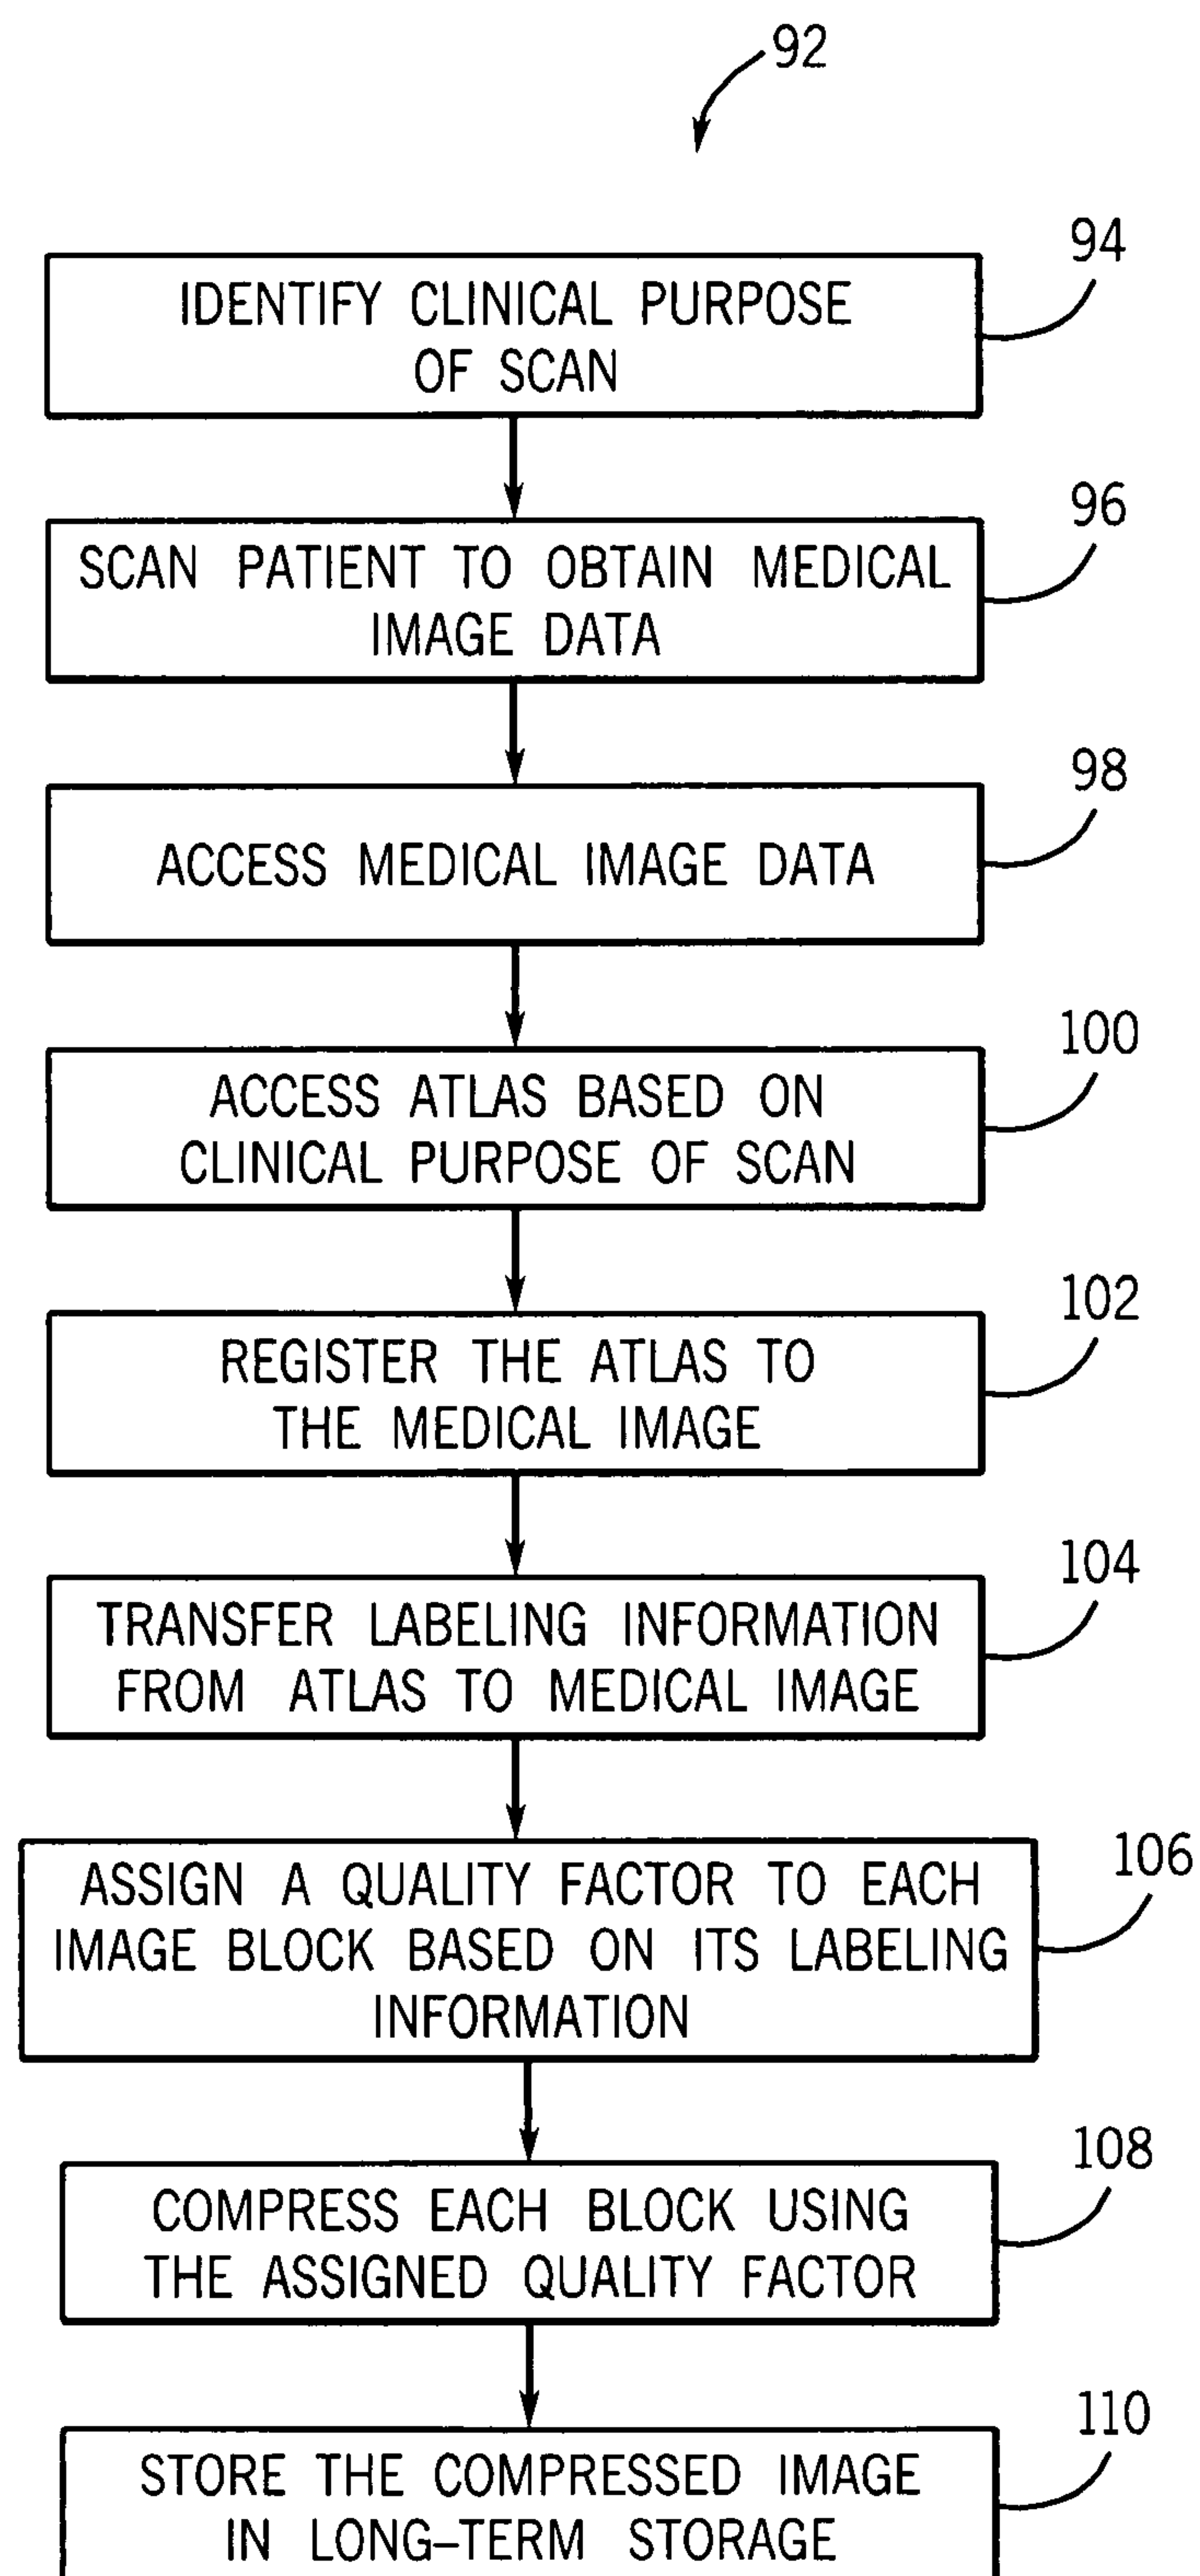 92
94
IDENTIFY CLINICAL PURPOSE
OF SCAN
96
SCAN PATIENT TO OBTAIN MEDICAL
IMAGE DATA
98
ACCESS MEDICAL IMAGE DATA
100
ACCESS ATLAS BASED ON
CLINICAL PURPOSE OF SCAN
102
REGISTER THE ATLAS TO
THE MEDICAL IMAGE
104
TRANSFER LABELING INFORMATION
FROM ATLAS TO MEDICAL IMAGE
106
ASSIGN A QUALITY FACTOR TO EACH
IMAGE BLOCK BASED ON ITS LABELING
INFORMATION
108
COMPRESS EACH BLOCK USING
THE ASSIGNED QUALITY FACTOR
110
STORE THE COMPRESSED IMAGE
IN LONG-TERM STORAGE